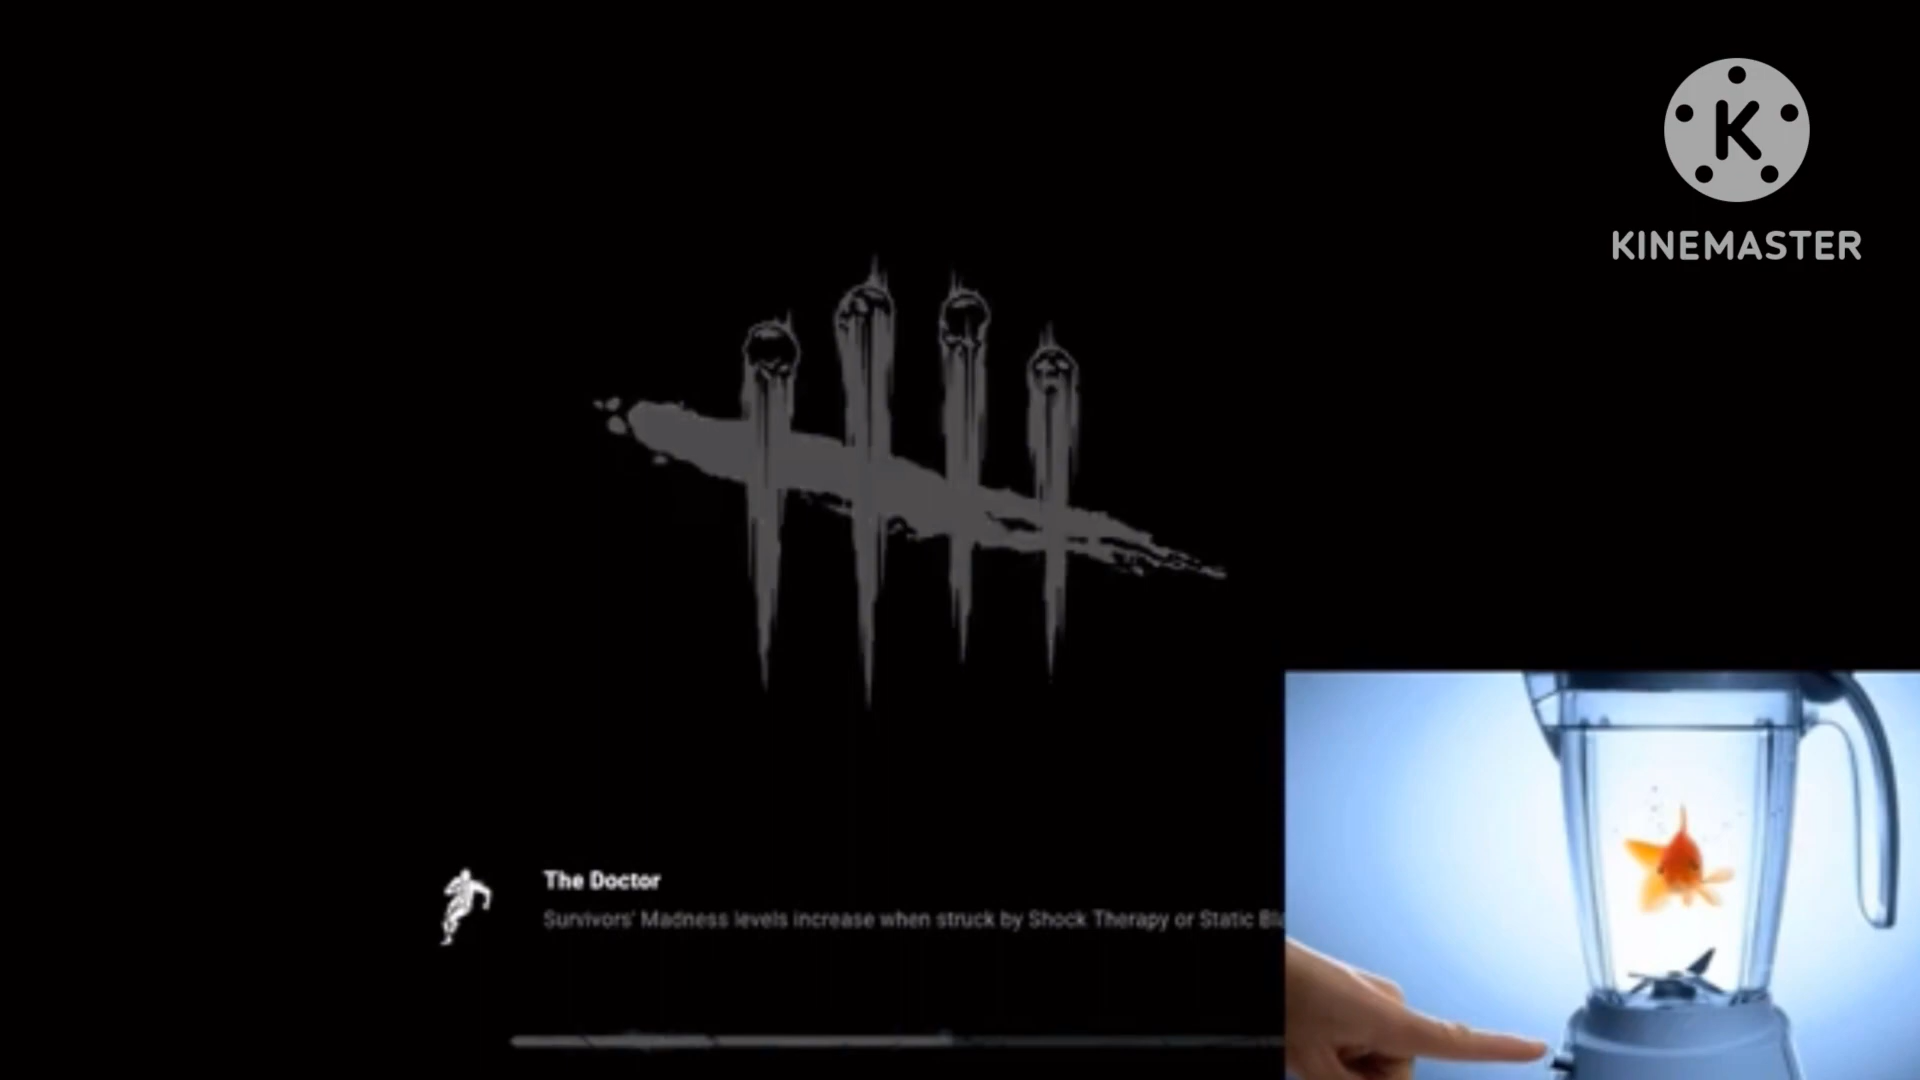 K
KINEMASTER
The Doctor
Survivors' Madness levels increase when struck by Shock Therapy or Static